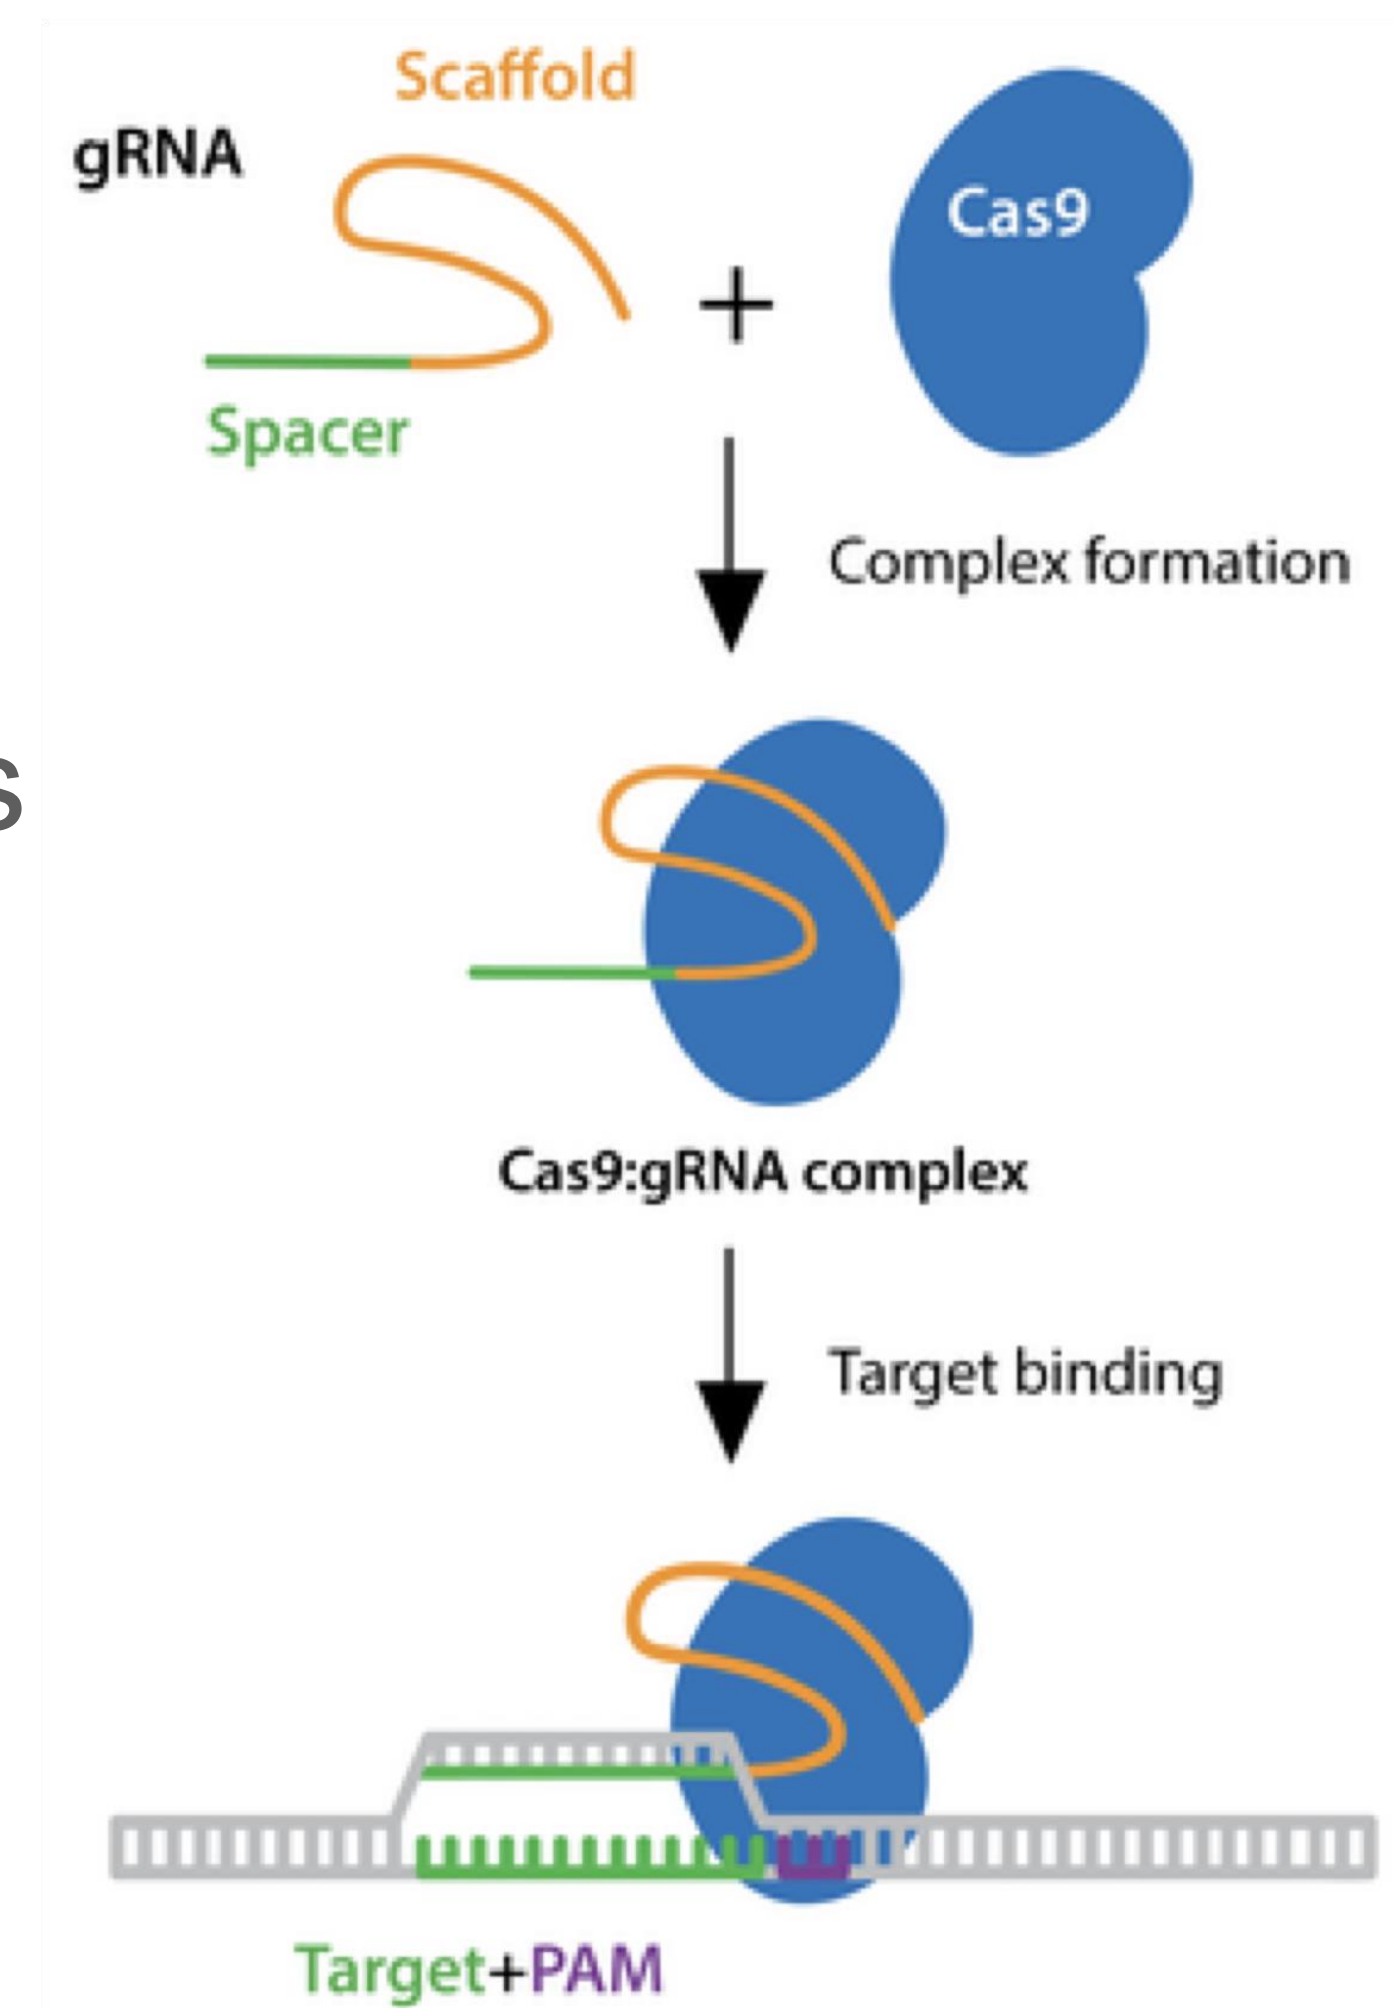 Scaffold
gRNA
Cas9
+
Spacer
Complex formation
s
Cas9:gRNA complex
Target binding
Target+PAM